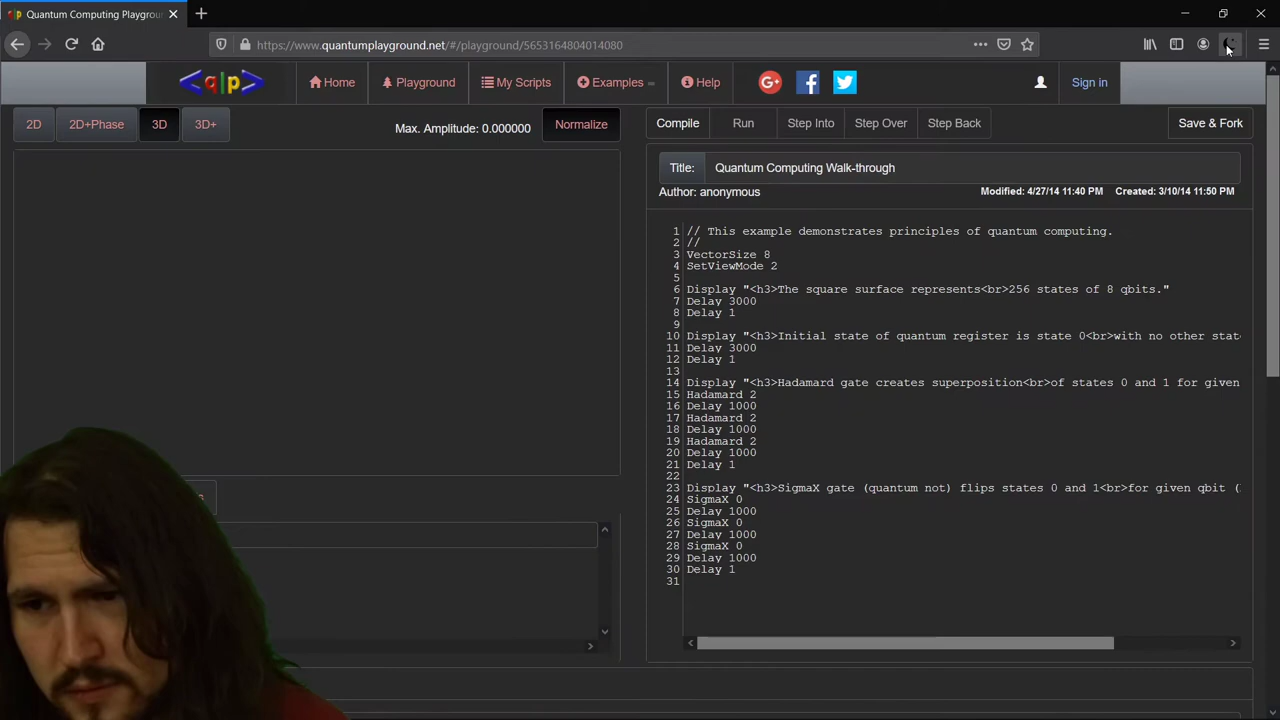 Quantum Computing Playgrou
https://www.quantumplayground.net/#/playground/5653164804014080
<q|p>
Home
Playground
My Scripts
Examples
Help
Sign in
2D
2D+Phase
3D
3D+
Max. Amplitude: 0.000000
Normalize
Compile
Run
Step Into
Step Over
Step Back
Save & Fork
Title:
Quantum Computing Walk-through
Author: anonymous
Modified: 4/27/14 11:40 PM
Created: 3/10/14 11:50 PM
1 // This example demonstrates principles of quantum computing.
2 //
3 VectorSize 8
4 SetViewMode 2
5
6 Display "<h3>The square surface represents<br>256 states of 8 qbits."
7 Delay 3000
8 Delay 1
9
10 Display "<h3>Initial state of quantum register is state 0<br>with no other stat
11 Delay 3000
12 Delay 1
13
14 Display "<h3>Hadamard gate creates superposition<br>of states 0 and 1 for given
15 Hadamard 2
16 Delay 1000
17 Hadamard 2
18 Delay 1000
19 Hadamard 2
20 Delay 1000
21 Delay 1
22
23 Display "<h3>SigmaX gate (quantum not) flips states 0 and 1<br>for given qbit (
24 SigmaX 0
25 Delay 1000
26 SigmaX 0
27 Delay 1000
28 SigmaX 0
29 Delay 1000
30 Delay 1
31